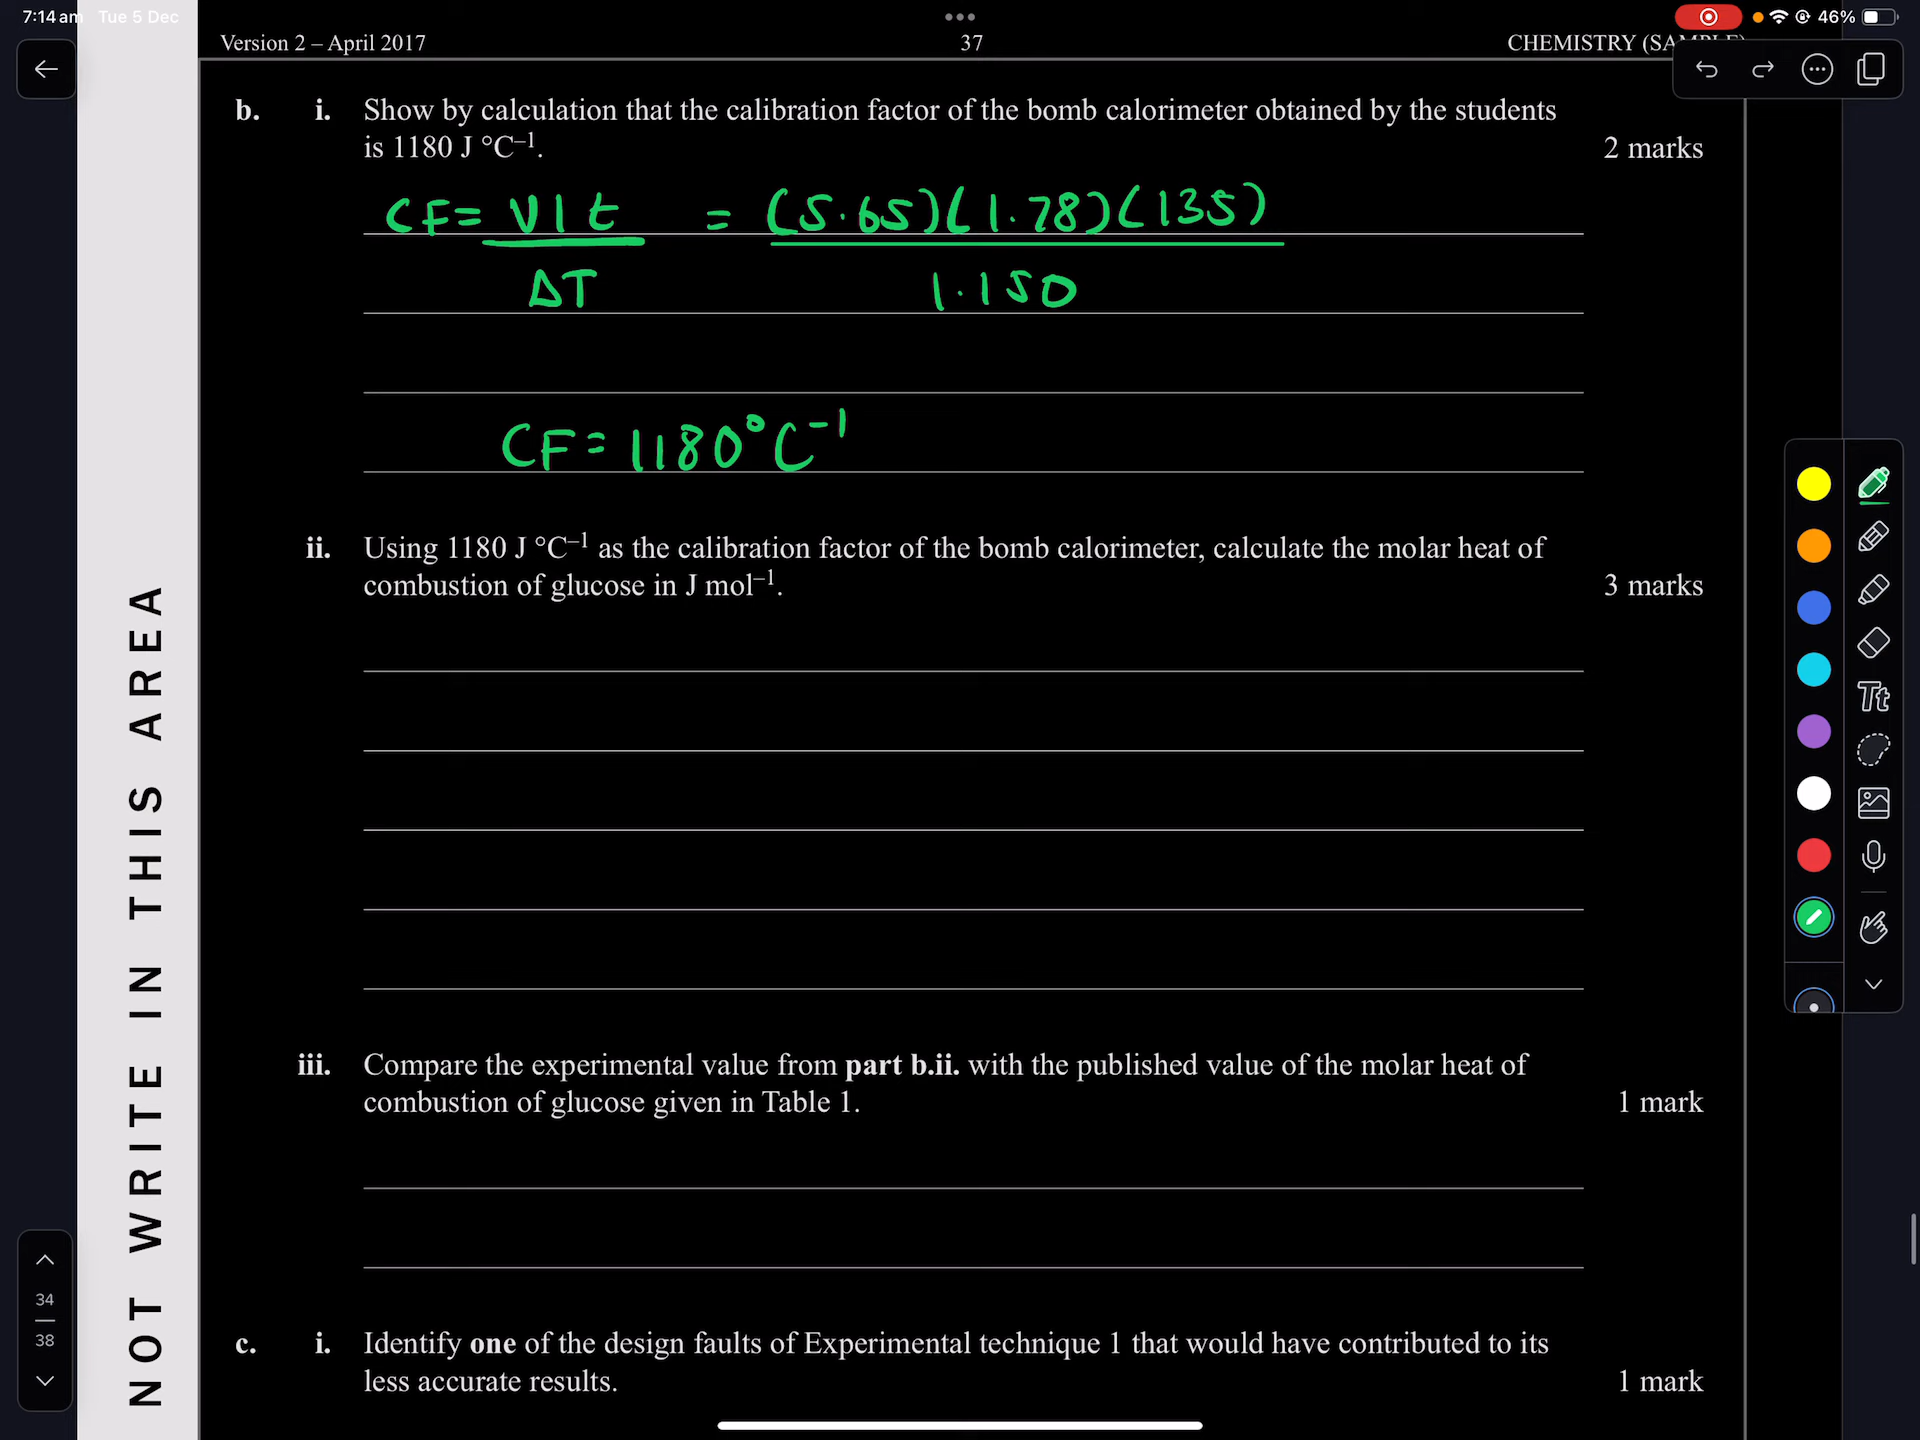 7:14 am Tue 5 Dec
46%
Version 2 – April 2017 37 CHEMISTRY (SAMPLE)
b. i. Show by calculation that the calibration factor of the bomb calorimeter obtained by the students
is 1180 J °C⁻¹. 2 marks
CF = VIt = (5.65)(1.78)(135)
ΔT 1.150
CF = 1180°C⁻¹
ii. Using 1180 J °C⁻¹ as the calibration factor of the bomb calorimeter, calculate the molar heat of
combustion of glucose in J mol⁻¹. 3 marks
iii. Compare the experimental value from part b.ii. with the published value of the molar heat of
combustion of glucose given in Table 1. 1 mark
c. i. Identify one of the design faults of Experimental technique 1 that would have contributed to its
less accurate results. 1 mark
NOT WRITE IN THIS AREA
34
38
Tt